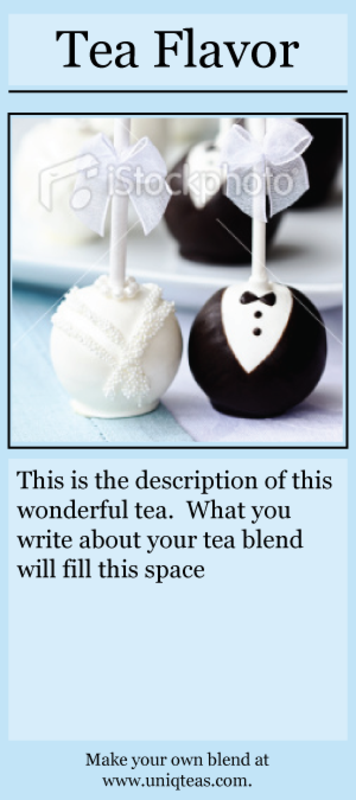 Tea Flavor
iStockphoto
This is the description of this
wonderful tea.  What you
write about your tea blend
will fill this space
Make your own blend at
www.uniqteas.com.